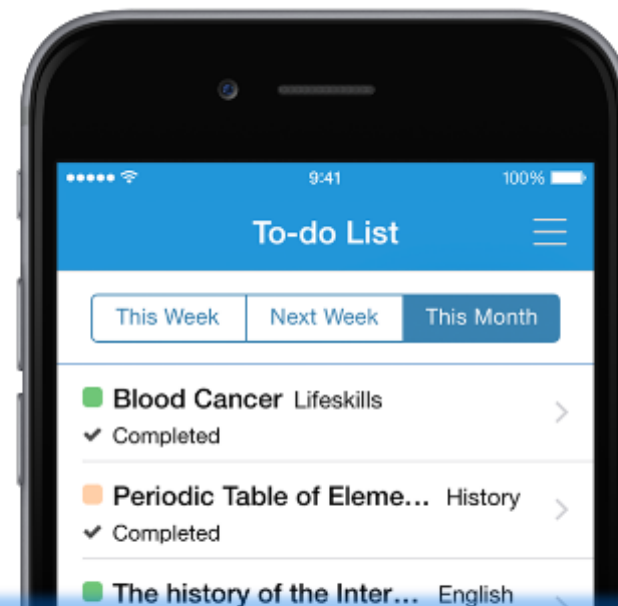 9:41 100%
To-do List
This Week Next Week This Month
Blood Cancer Lifeskills
✔ Completed
Periodic Table of Eleme... History
✔ Completed
The history of the Inter... English